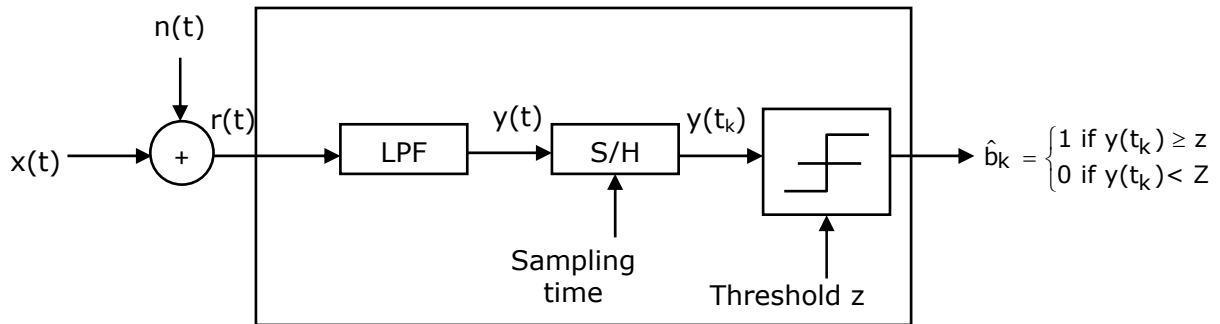 n(t)
x(t)
+
r(t)
LPF
y(t)
S/H
y(tₖ)
Sampling
time
Threshold z
b̂ₖ = {1 if y(tₖ) ≥ z
0 if y(tₖ) < Z